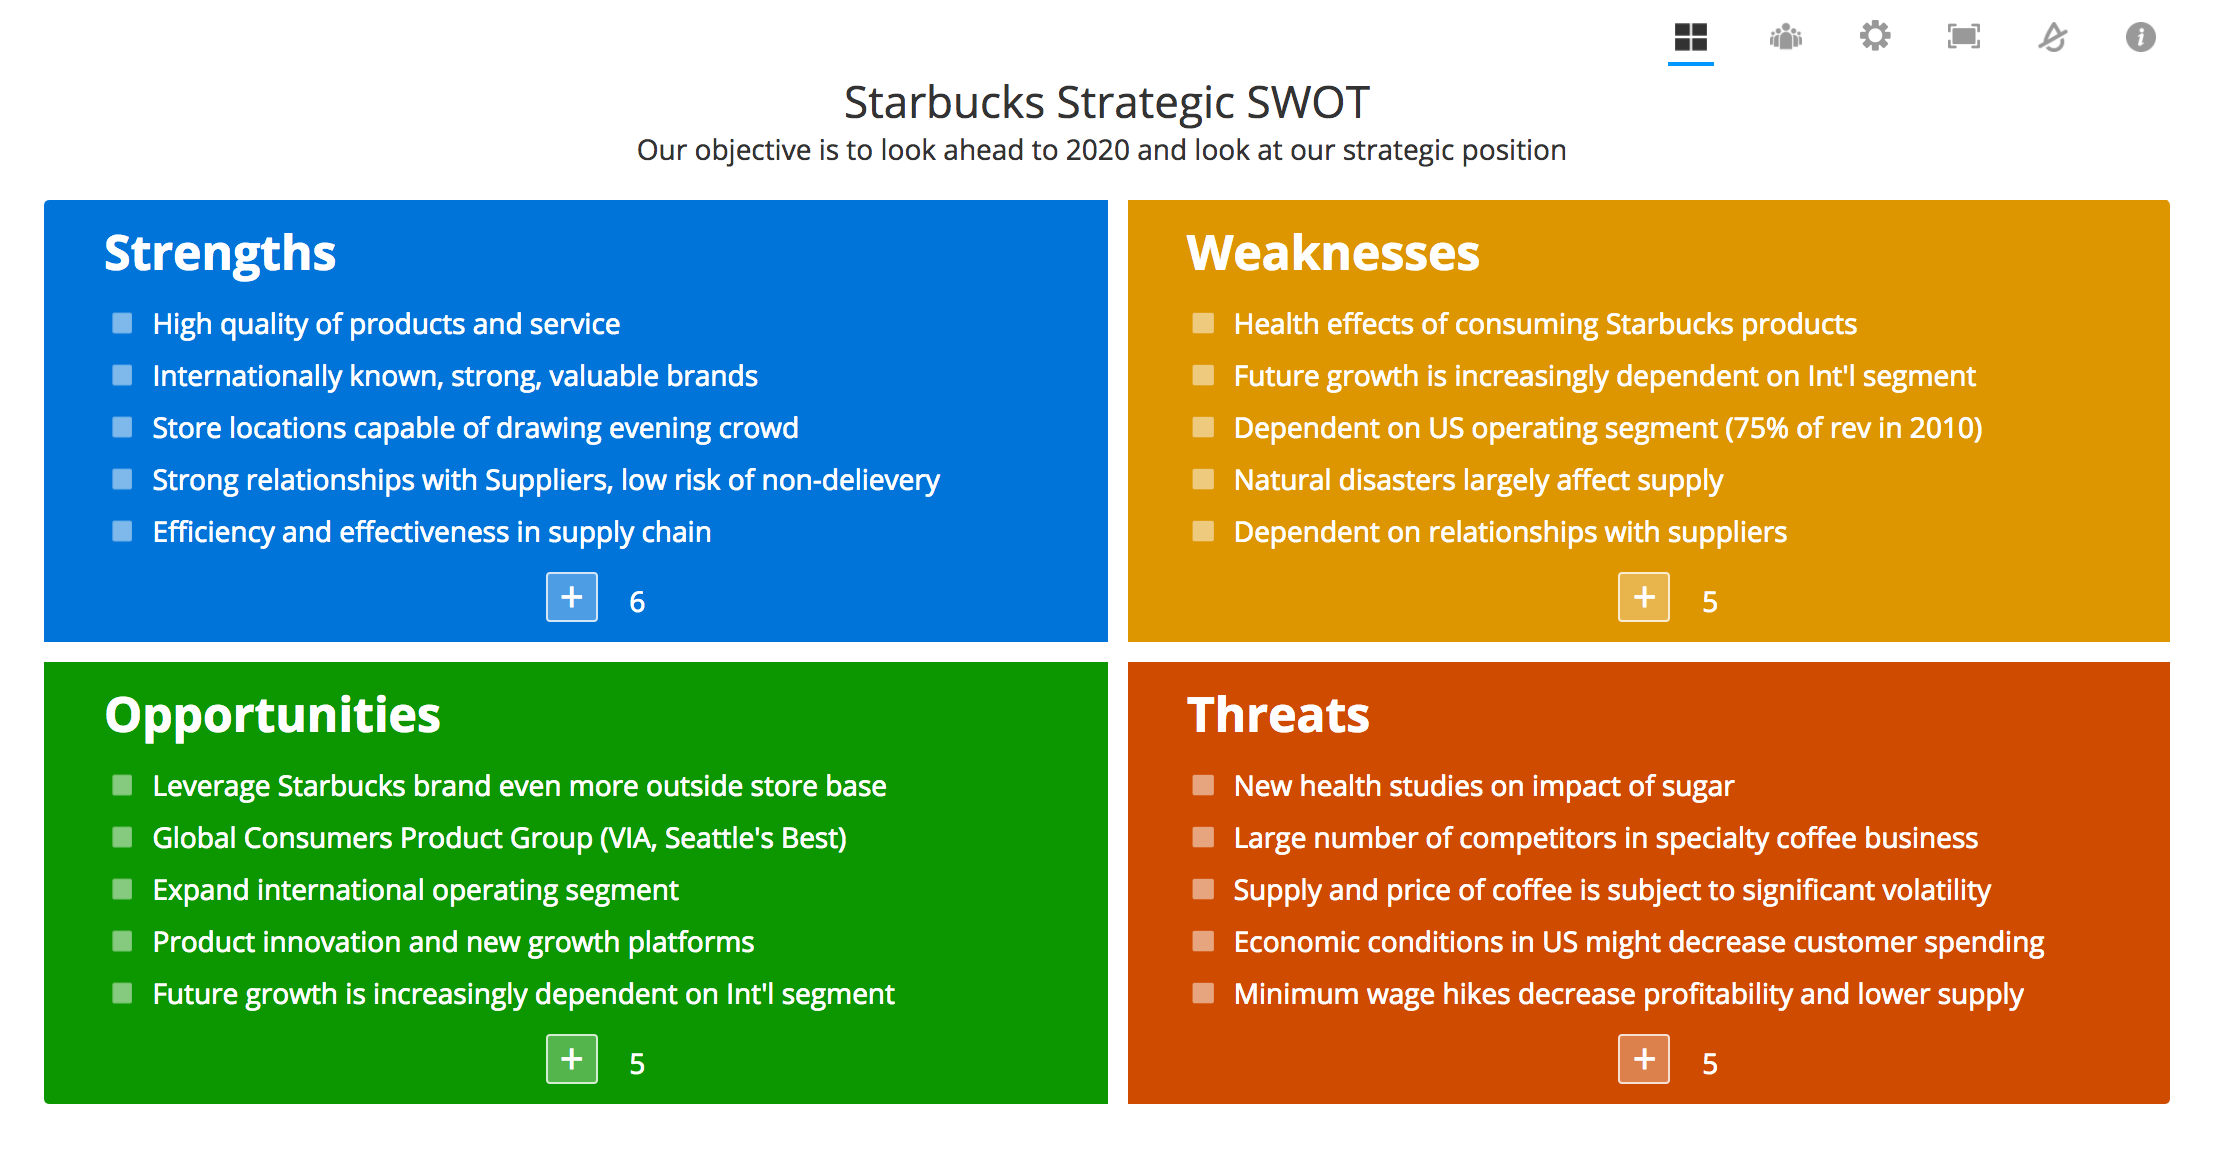 Starbucks Strategic SWOT
Our objective is to look ahead to 2020 and look at our strategic position
Strengths
High quality of products and service
Internationally known, strong, valuable brands
Store locations capable of drawing evening crowd
Strong relationships with Suppliers, low risk of non-delievery
Efficiency and effectiveness in supply chain
+ 6
Weaknesses
Health effects of consuming Starbucks products
Future growth is increasingly dependent on Int'l segment
Dependent on US operating segment (75% of rev in 2010)
Natural disasters largely affect supply
Dependent on relationships with suppliers
+ 5
Opportunities
Leverage Starbucks brand even more outside store base
Global Consumers Product Group (VIA, Seattle's Best)
Expand international operating segment
Product innovation and new growth platforms
Future growth is increasingly dependent on Int'l segment
+ 5
Threats
New health studies on impact of sugar
Large number of competitors in specialty coffee business
Supply and price of coffee is subject to significant volatility
Economic conditions in US might decrease customer spending
Minimum wage hikes decrease profitability and lower supply
+ 5